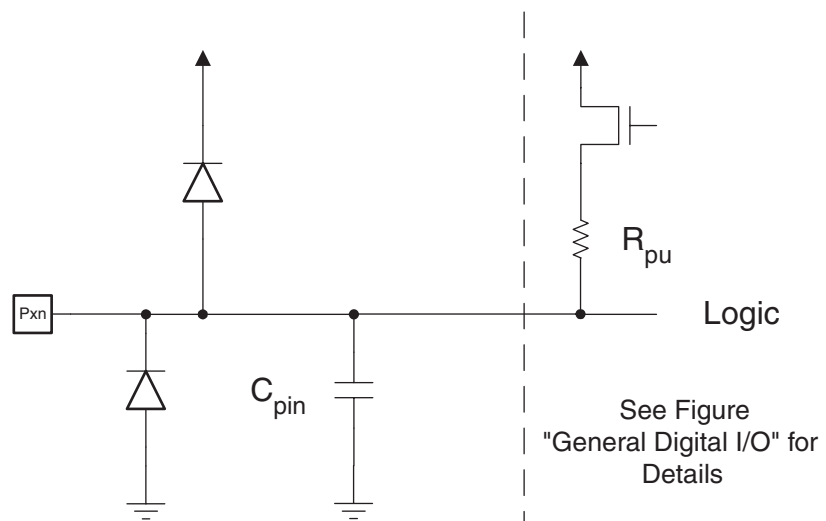 R_pu
Pxn
Logic
C_pin
See Figure
"General Digital I/O" for
Details